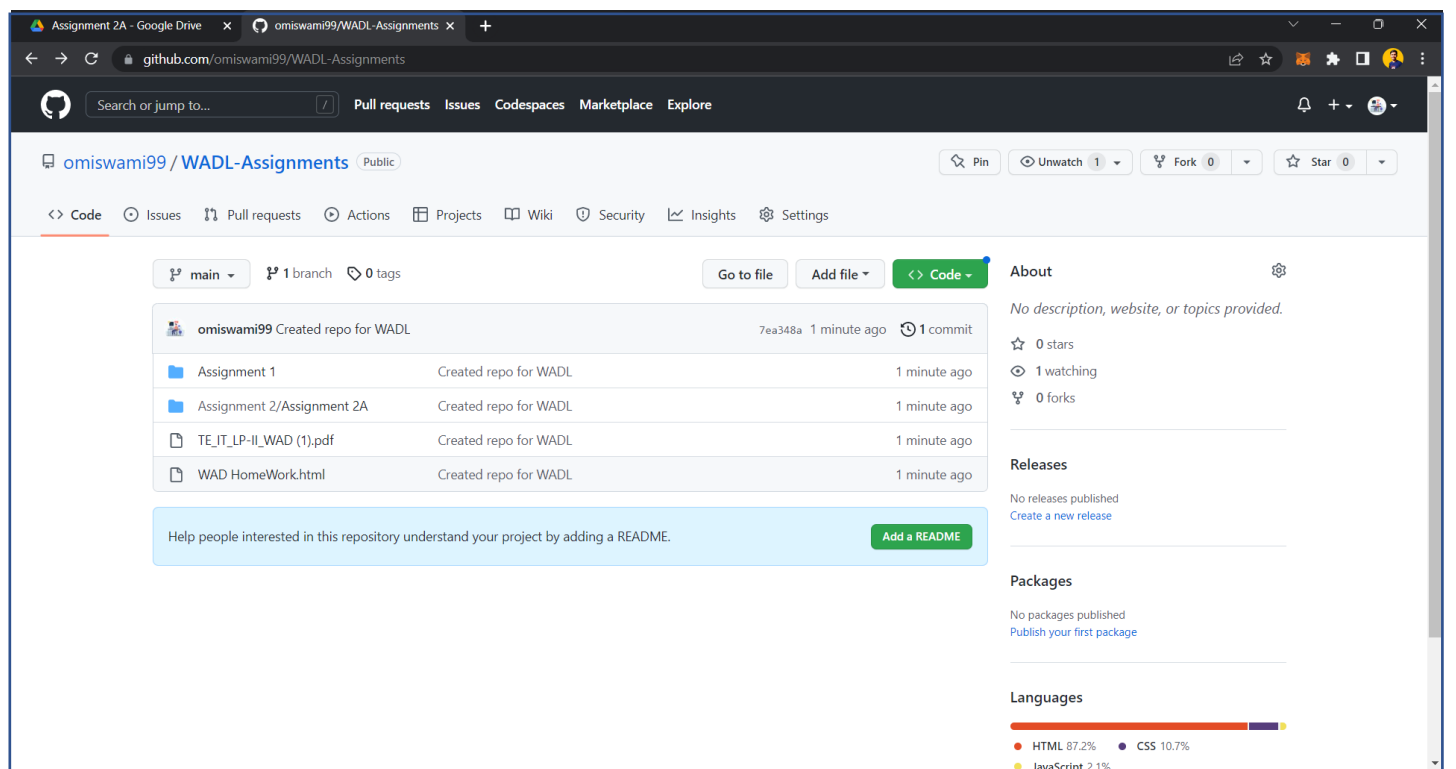 Assignment 2A - Google Drive omiswami99/WADL-Assignments
github.com/omiswami99/WADL-Assignments
Search or jump to... / Pull requests Issues Codespaces Marketplace Explore
omiswami99 / WADL-Assignments Public Pin Unwatch 1 Fork 0 Star 0
Code Issues Pull requests Actions Projects Wiki Security Insights Settings
main 1 branch 0 tags Go to file Add file <> Code
omiswami99 Created repo for WADL 7ea348a 1 minute ago 1 commit
Assignment 1 Created repo for WADL 1 minute ago
Assignment 2/Assignment 2A Created repo for WADL 1 minute ago
TE_IT_LP-II_WAD (1).pdf Created repo for WADL 1 minute ago
WAD HomeWork.html Created repo for WADL 1 minute ago
Help people interested in this repository understand your project by adding a README. Add a README
About
No description, website, or topics provided.
0 stars
1 watching
0 forks
Releases
No releases published
Create a new release
Packages
No packages published
Publish your first package
Languages
HTML 87.2% CSS 10.7%
JavaScript 2.1%